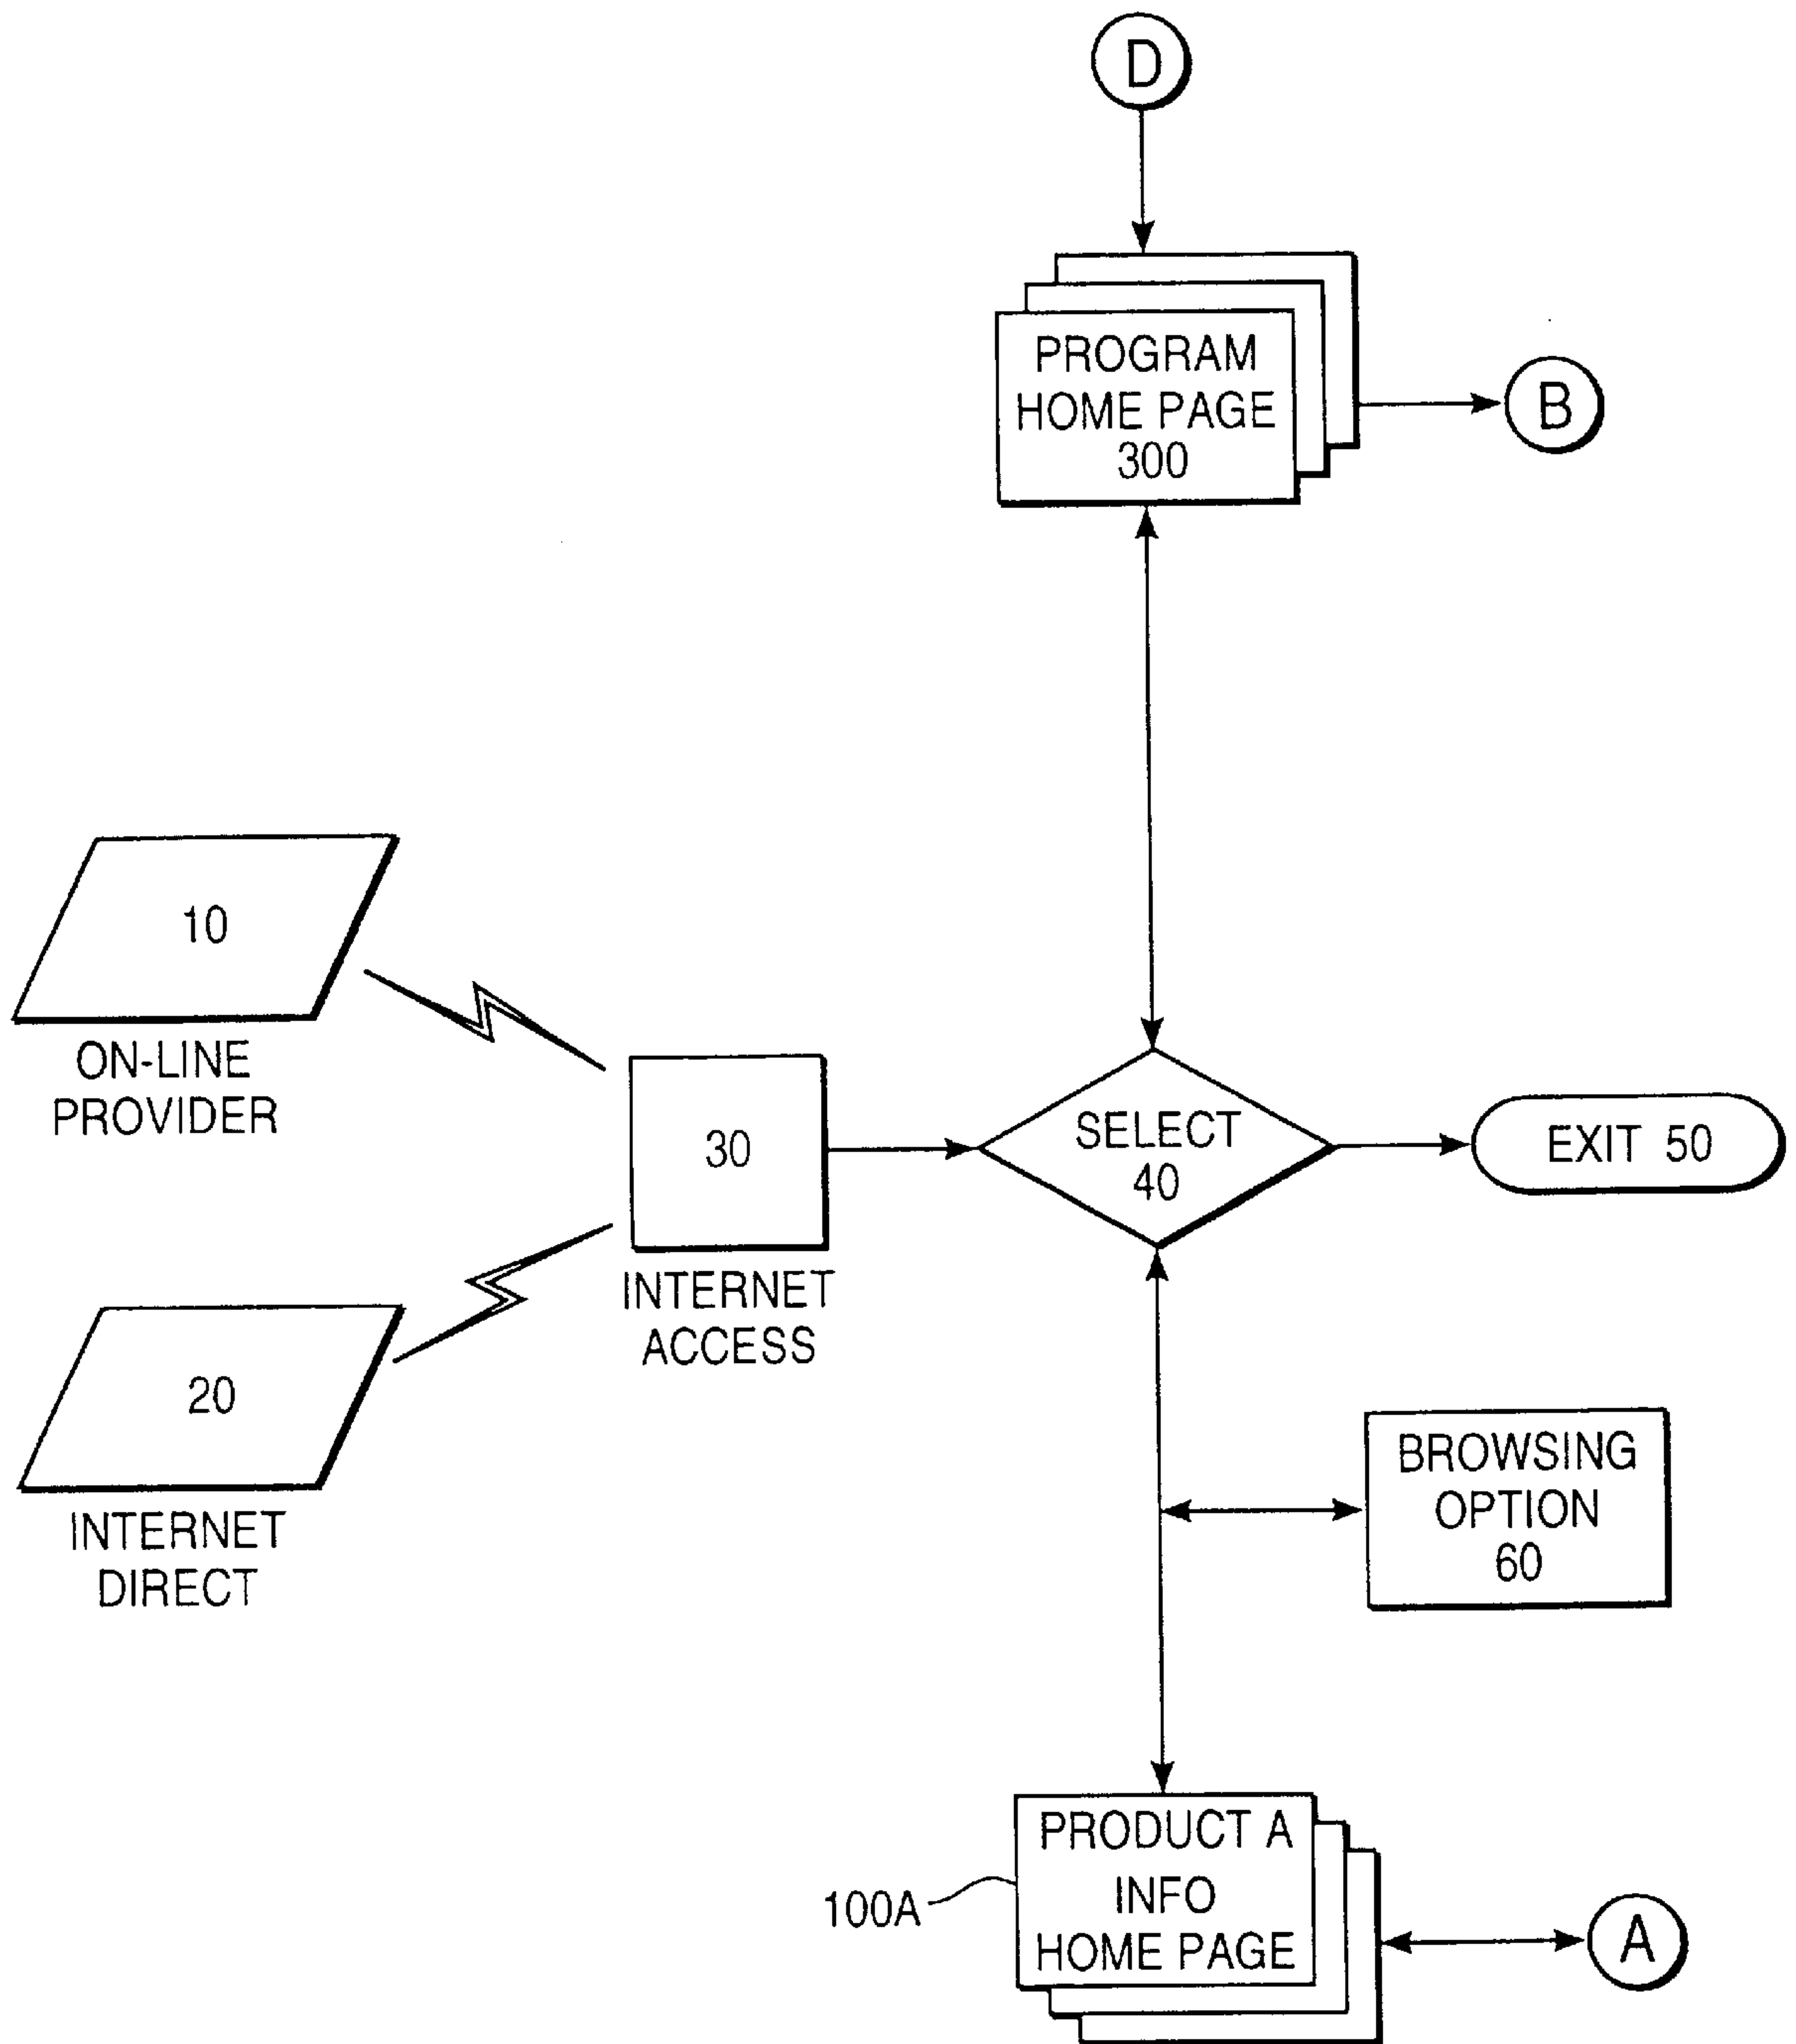 D
PROGRAM
HOME PAGE
300
B
10
ON-LINE
PROVIDER
30
INTERNET
ACCESS
SELECT
40
EXIT 50
20
INTERNET
DIRECT
BROWSING
OPTION
60
PRODUCT A
INFO
HOME PAGE
100A
A